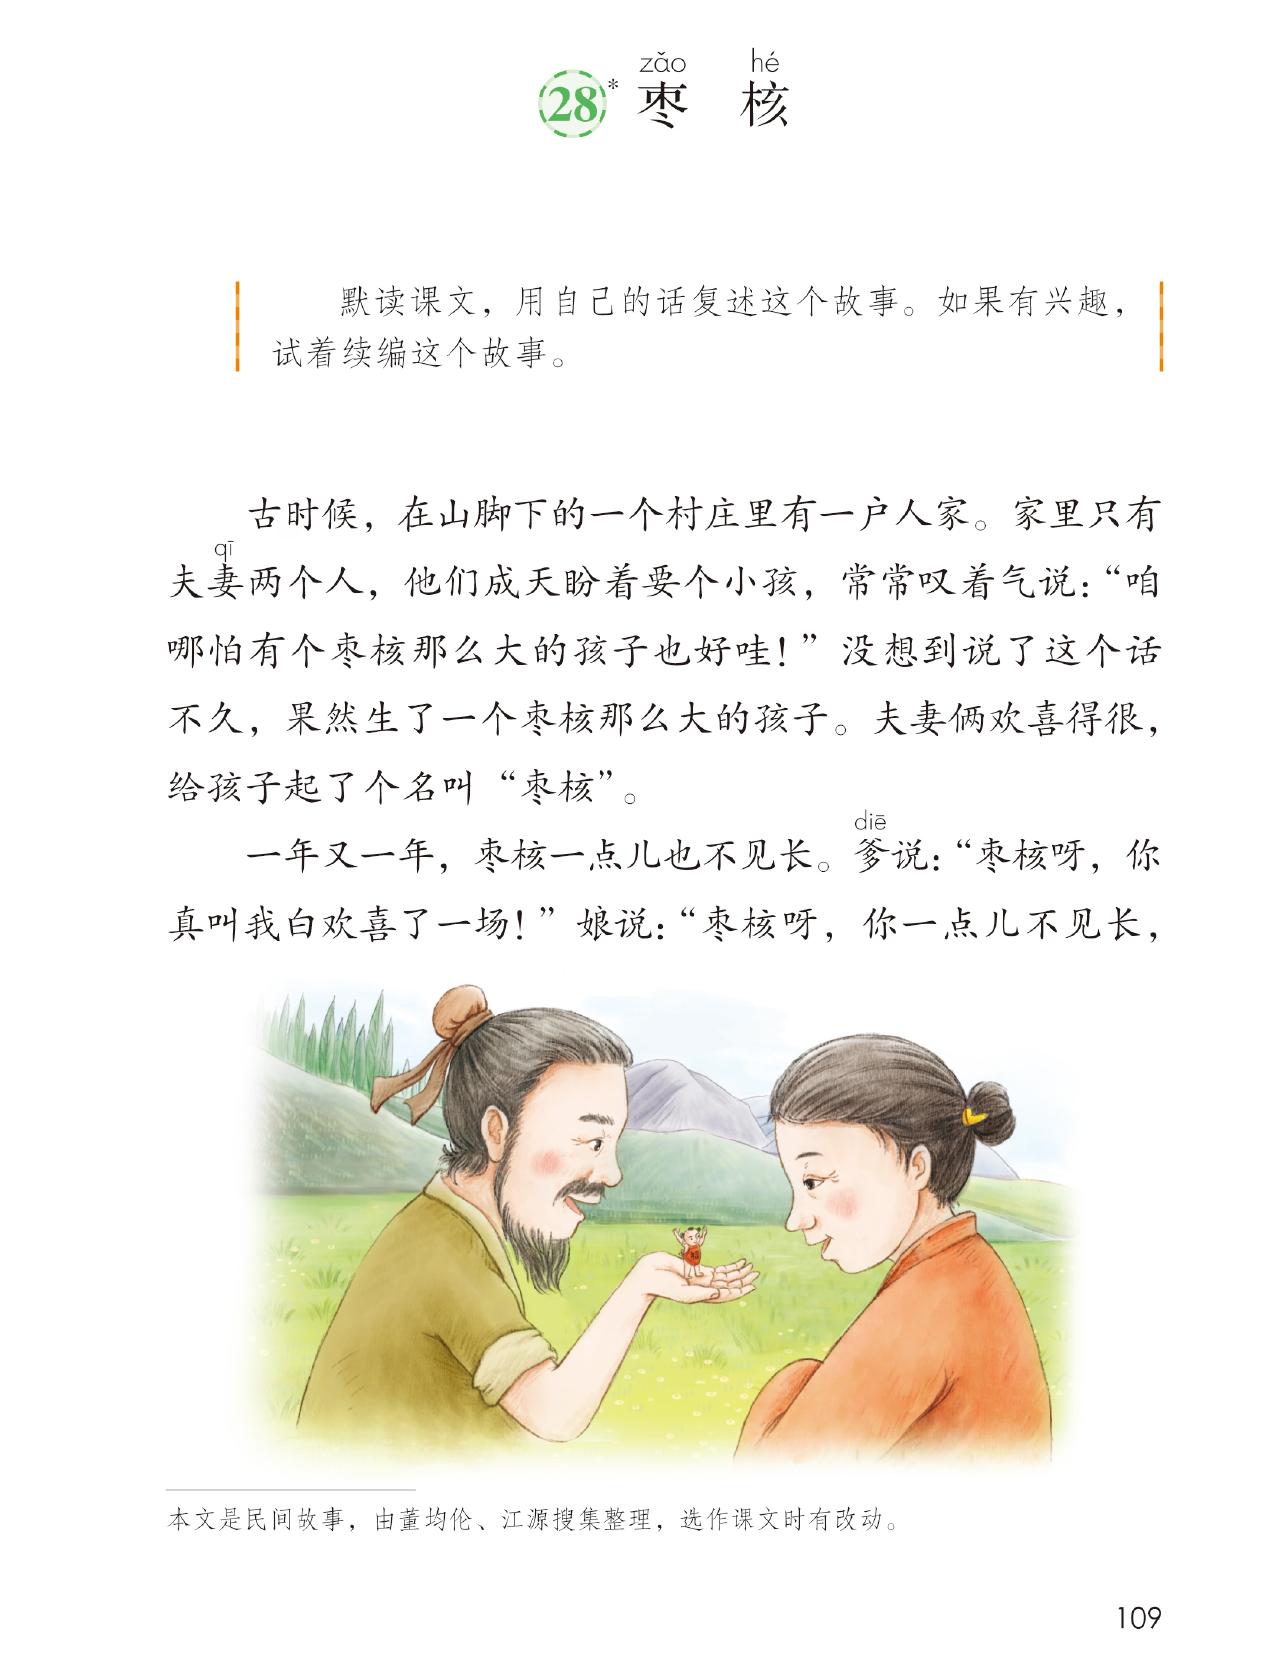 zǎo hé
28* 枣 核
默读课文，用自己的话复述这个故事。如果有兴趣，
试着续编这个故事。
古时候，在山脚下的一个村庄里有一户人家。家里只有
qī
夫妻两个人，他们成天盼着要个小孩，常常叹着气说：“咱
哪怕有个枣核那么大的孩子也好哇！”没想到说了这个话
不久，果然生了一个枣核那么大的孩子。夫妻俩欢喜得很，
给孩子起了个名叫“枣核”。
diē
一年又一年，枣核一点儿也不见长。爹说：“枣核呀，你
真叫我白欢喜了一场！”娘说：“枣核呀，你一点儿不见长，
本文是民间故事，由董均伦、江源搜集整理，选作课文时有改动。
109